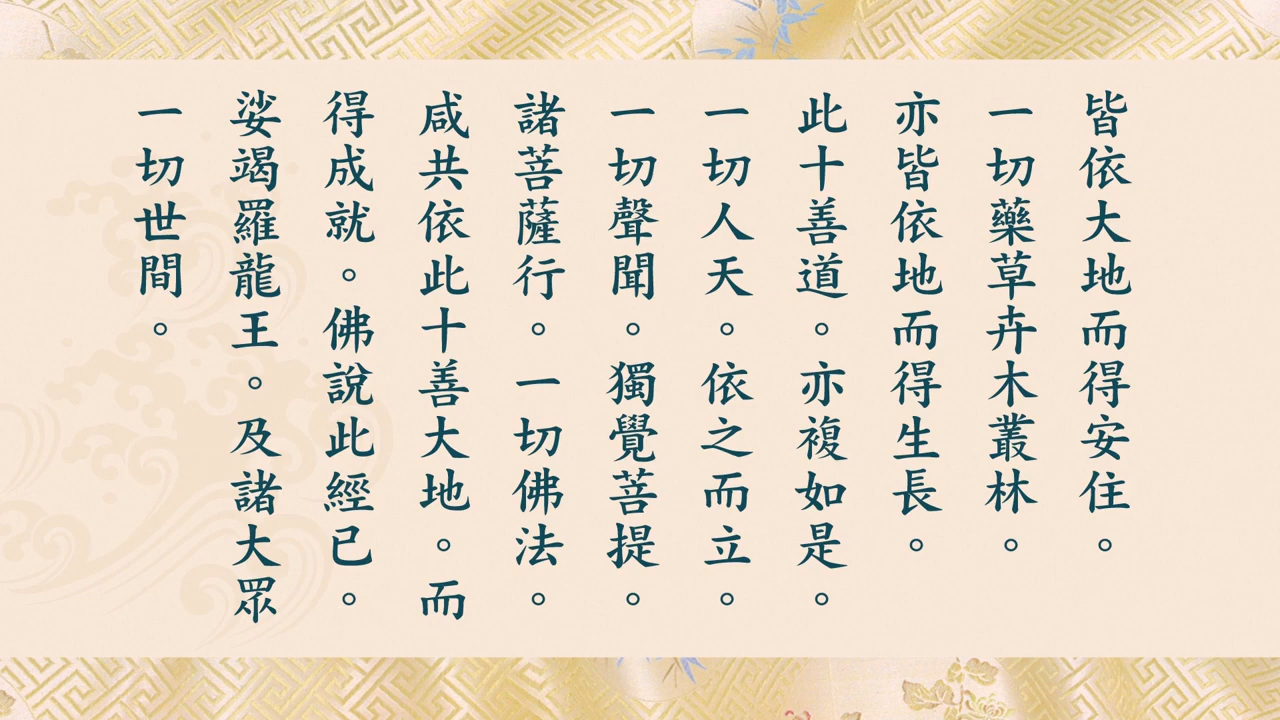 皆依大地而得安住。
一切藥草卉木叢林。
亦皆依地而得生長。
此十善道。亦複如是。
一切人天。依之而立。
一切聲聞。獨覺菩提。
諸菩薩行。一切佛法。
咸共依此十善大地。而
得成就。佛說此經已。
娑竭羅龍王。及諸大眾
一切世間。